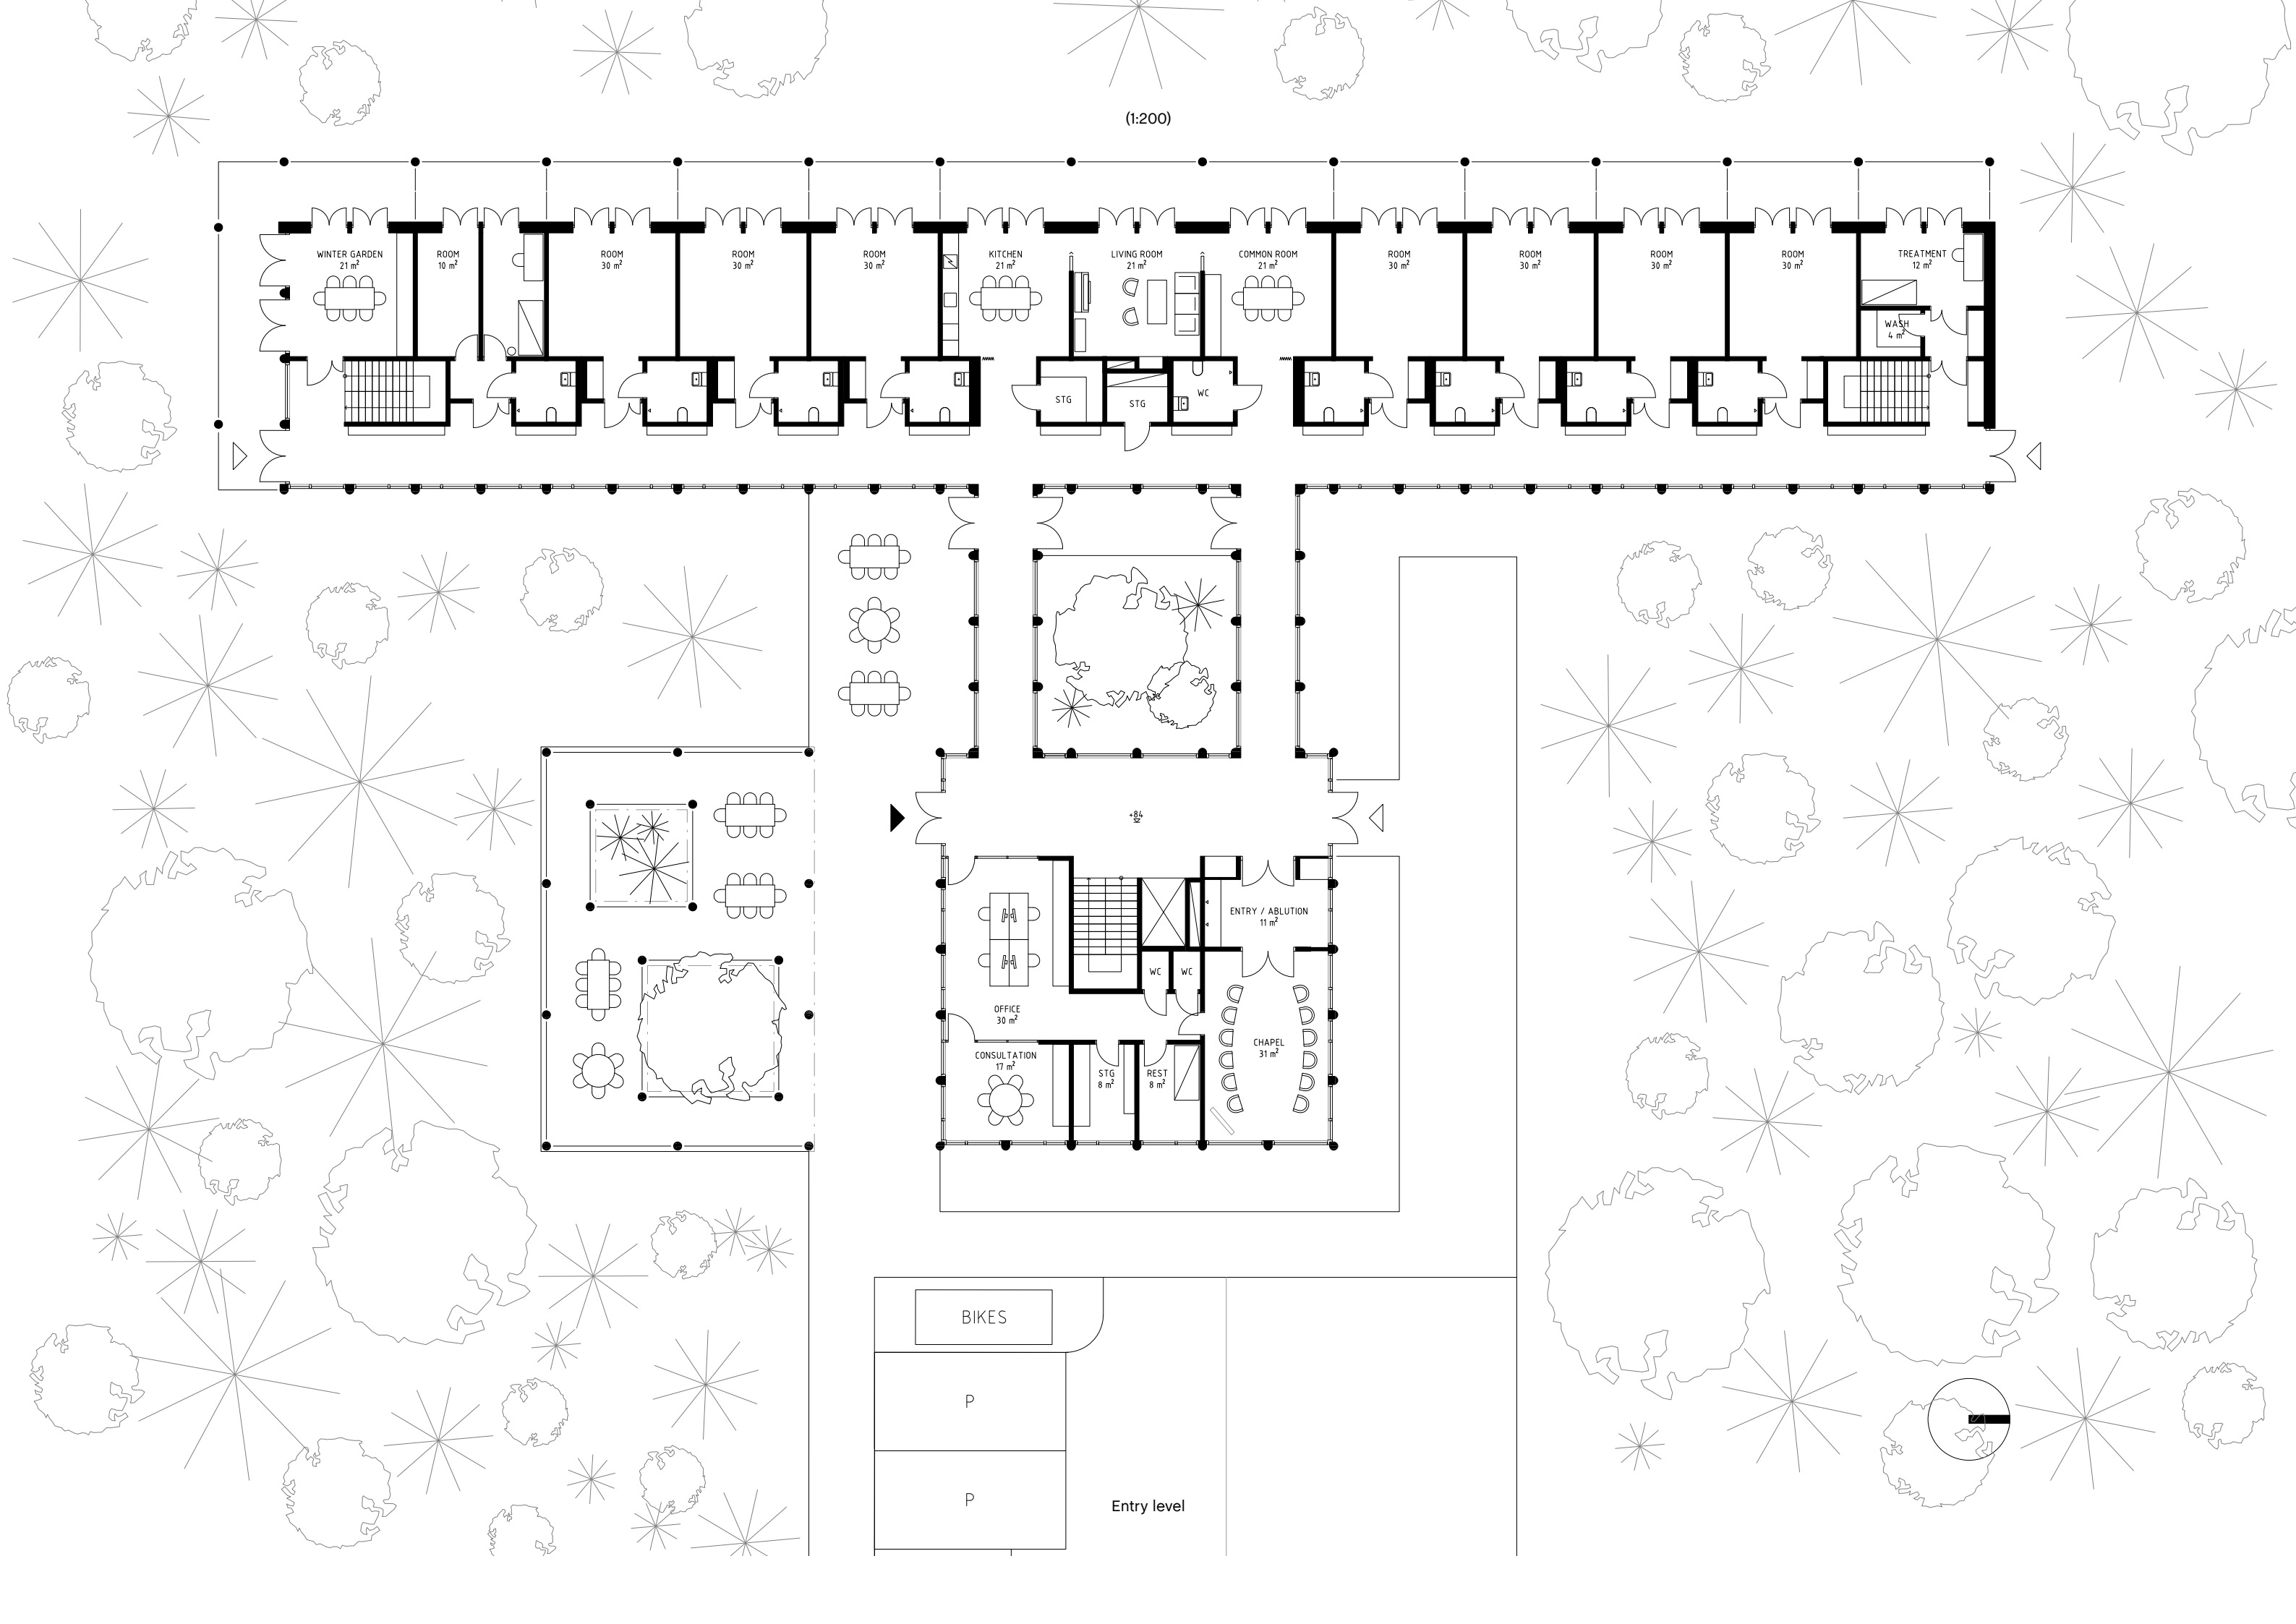 (1:200)
WINTER GARDEN
21 m²
ROOM
10 m²
ROOM
30 m²
ROOM
30 m²
ROOM
30 m²
KITCHEN
21 m²
LIVING ROOM
21 m²
COMMON ROOM
21 m²
ROOM
30 m²
ROOM
30 m²
ROOM
30 m²
ROOM
30 m²
TREATMENT
12 m²
WASH
4 m²
STG
STG
WC
+84
ENTRY / ABLUTION
11 m²
WC
WC
OFFICE
30 m²
CONSULTATION
17 m²
STG
8 m²
REST
8 m²
CHAPEL
31 m²
BIKES
P
P
Entry level